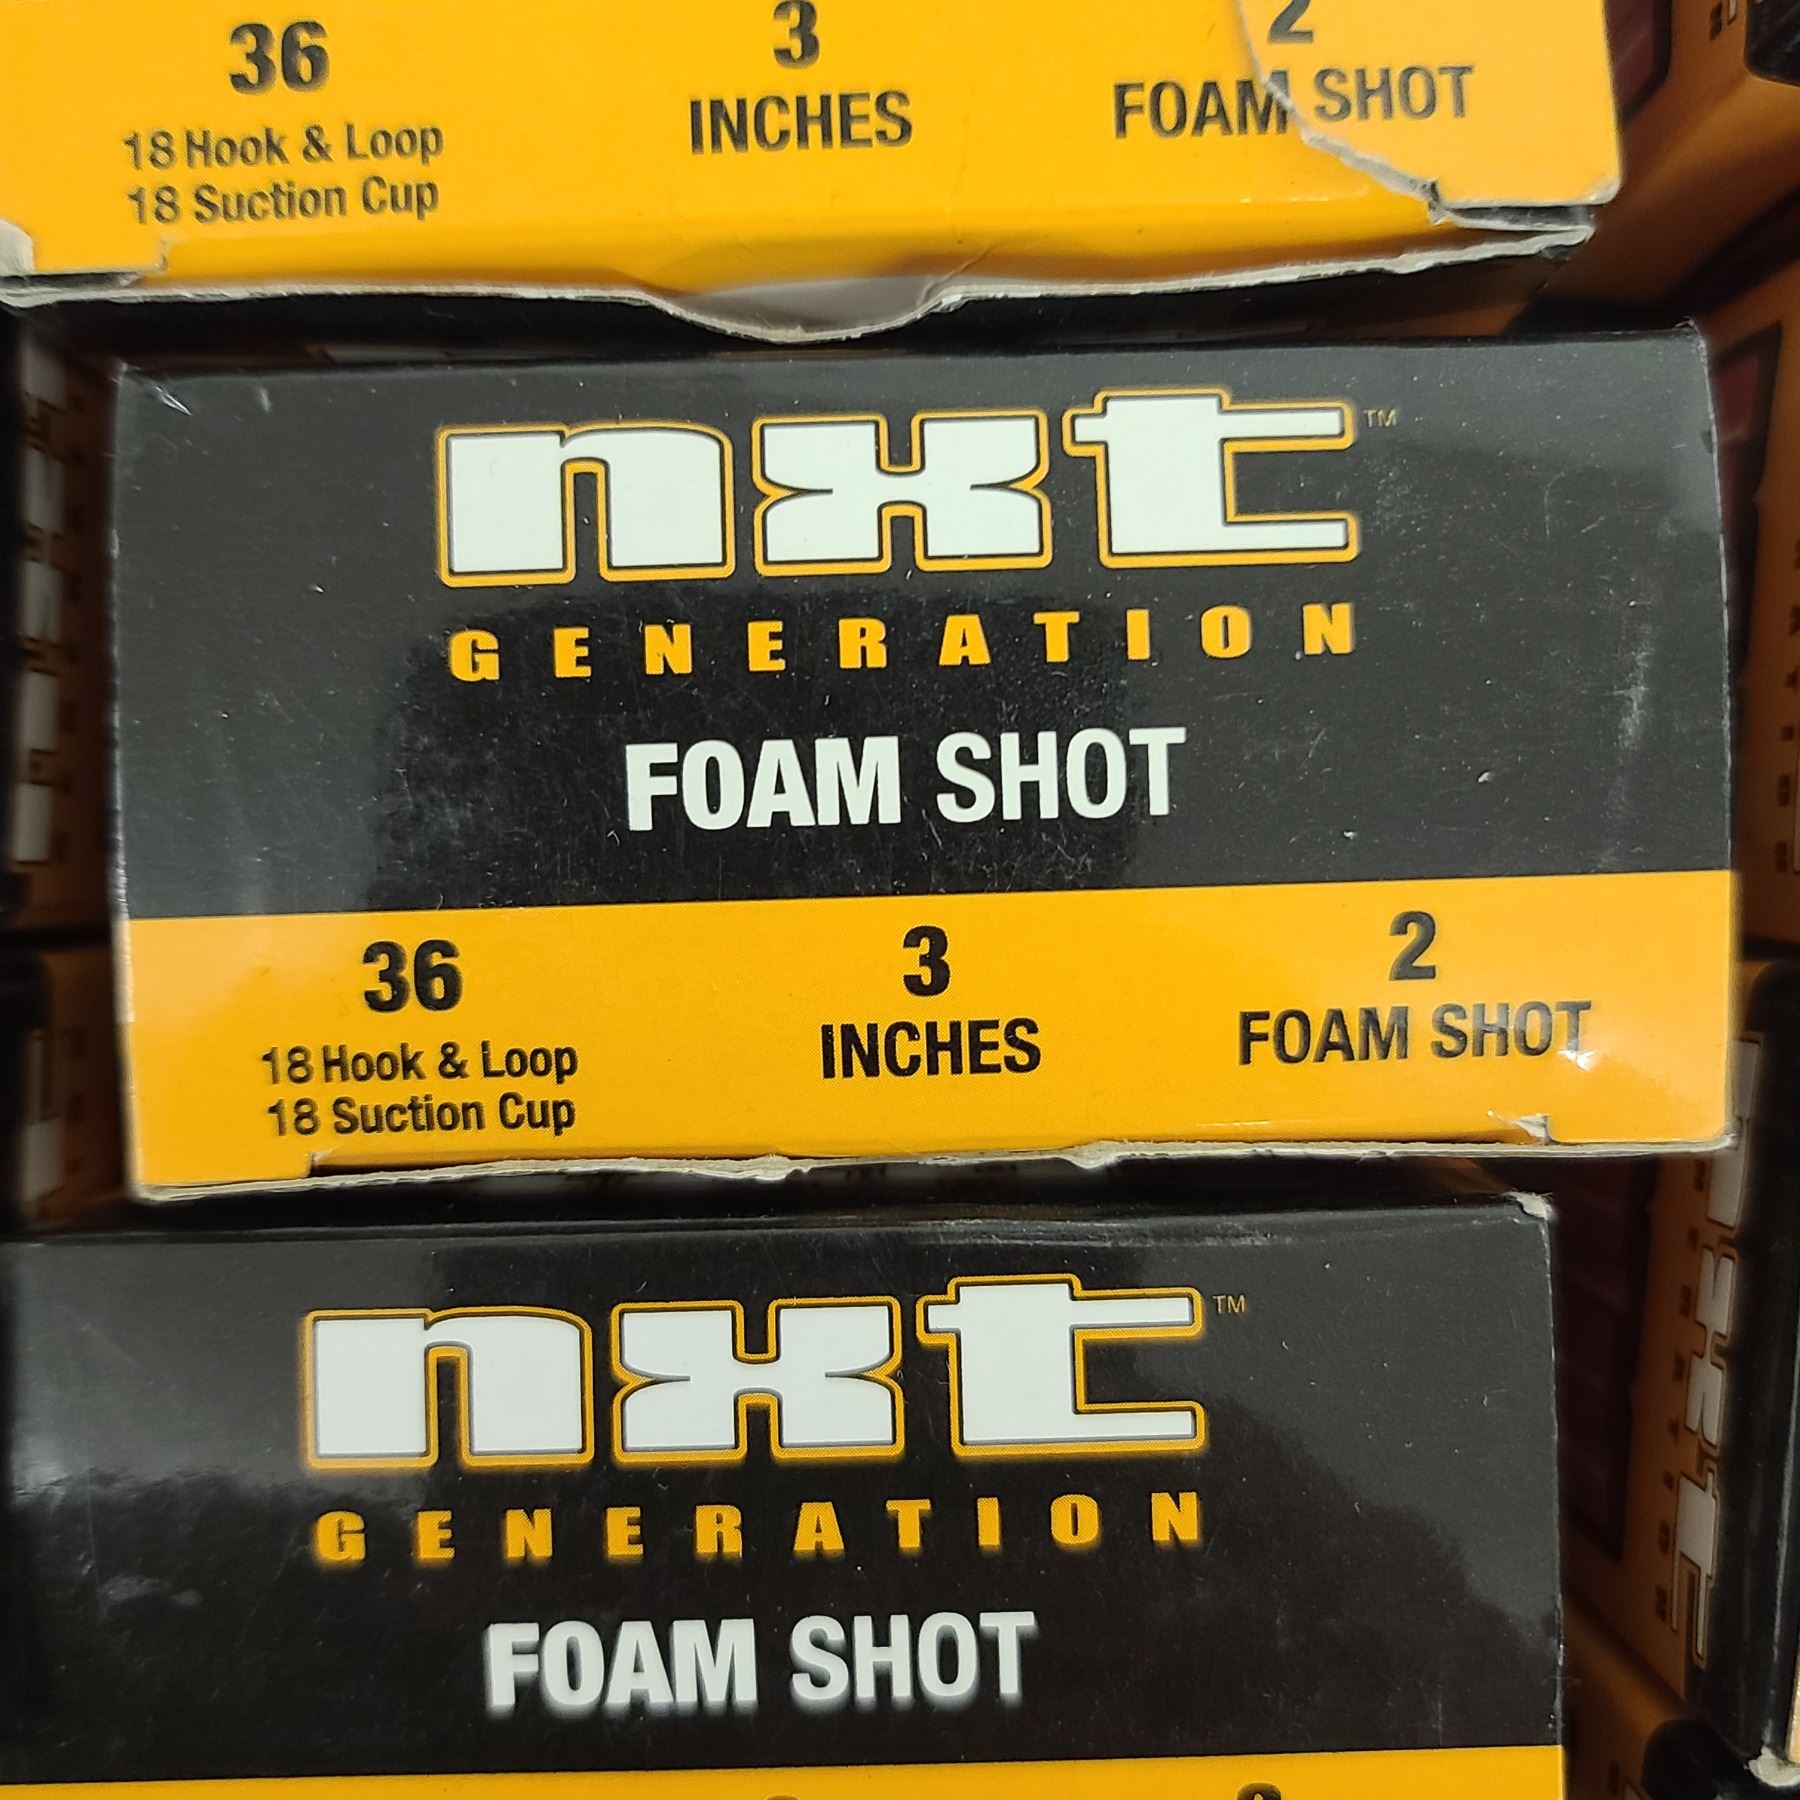 36
18 Hook & Loop
18 Suction Cup
3
INCHES
2
FOAM SHOT
nxt™
GENERATION
FOAM SHOT
36
18 Hook & Loop
18 Suction Cup
3
INCHES
2
FOAM SHOT
nxt™
GENERATION
FOAM SHOT